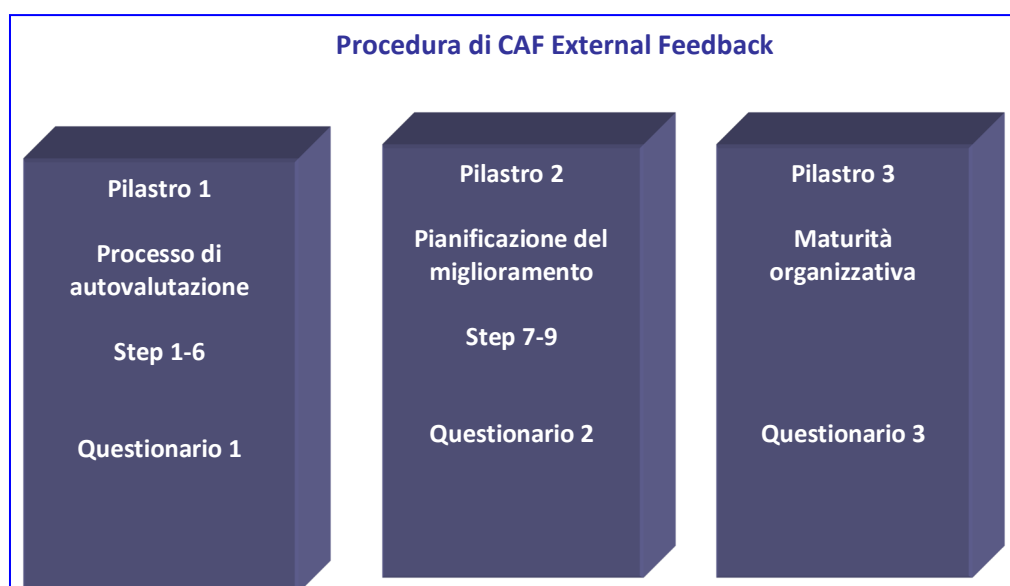 Procedura di CAF External Feedback
Pilastro 1
Processo di
autovalutazione
Step 1-6
Questionario 1
Pilastro 2
Pianificazione del
miglioramento
Step 7-9
Questionario 2
Pilastro 3
Maturità
organizzativa
Questionario 3